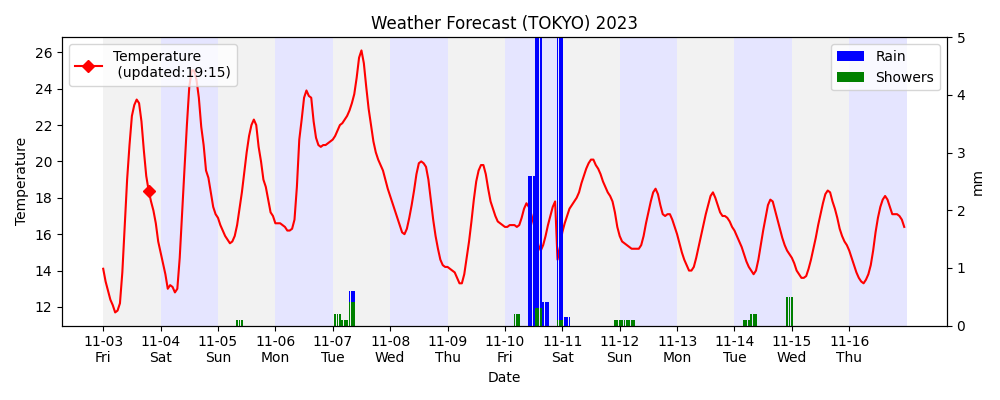 Weather Forecast (TOKYO) 2023
Temperature
(updated:19:15)
Rain
Showers
26
24
22
20
18
16
14
12
Temperature
5
4
3
2
1
0
mm
11-03 11-04 11-05 11-06 11-07 11-08 11-09 11-10 11-11 11-12 11-13 11-14 11-15 11-16
Fri Sat Sun Mon Tue Wed Thu Fri Sat Sun Mon Tue Wed Thu
Date